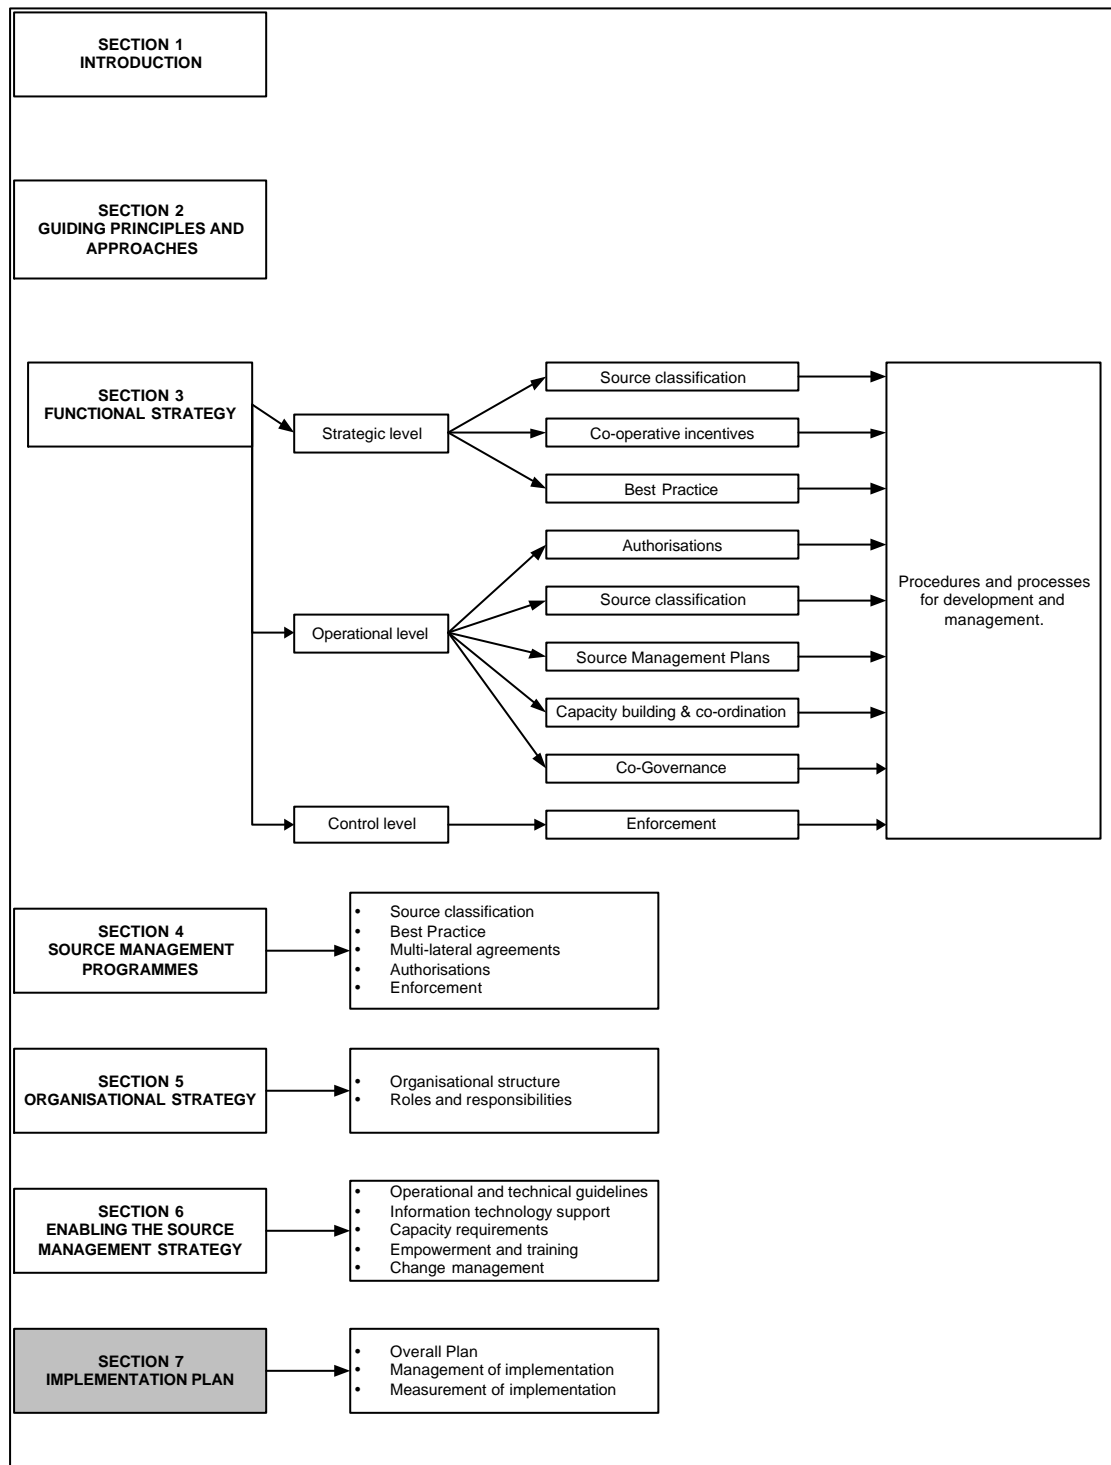 SECTION 1
INTRODUCTION
SECTION 2
GUIDING PRINCIPLES AND
APPROACHES
SECTION 3
FUNCTIONAL STRATEGY
Strategic level
Source classification
Co-operative incentives
Best Practice
Operational level
Authorisations
Source classification
Source Management Plans
Capacity building & co-ordination
Co-Governance
Control level
Enforcement
Procedures and processes
for development and
management.
SECTION 4
SOURCE MANAGEMENT
PROGRAMMES
• Source classification
• Best Practice
• Multi-lateral agreements
• Authorisations
• Enforcement
SECTION 5
ORGANISATIONAL STRATEGY
• Organisational structure
• Roles and responsibilities
SECTION 6
ENABLING THE SOURCE
MANAGEMENT STRATEGY
• Operational and technical guidelines
• Information technology support
• Capacity requirements
• Empowerment and training
• Change management
SECTION 7
IMPLEMENTATION PLAN
• Overall Plan
• Management of implementation
• Measurement of implementation